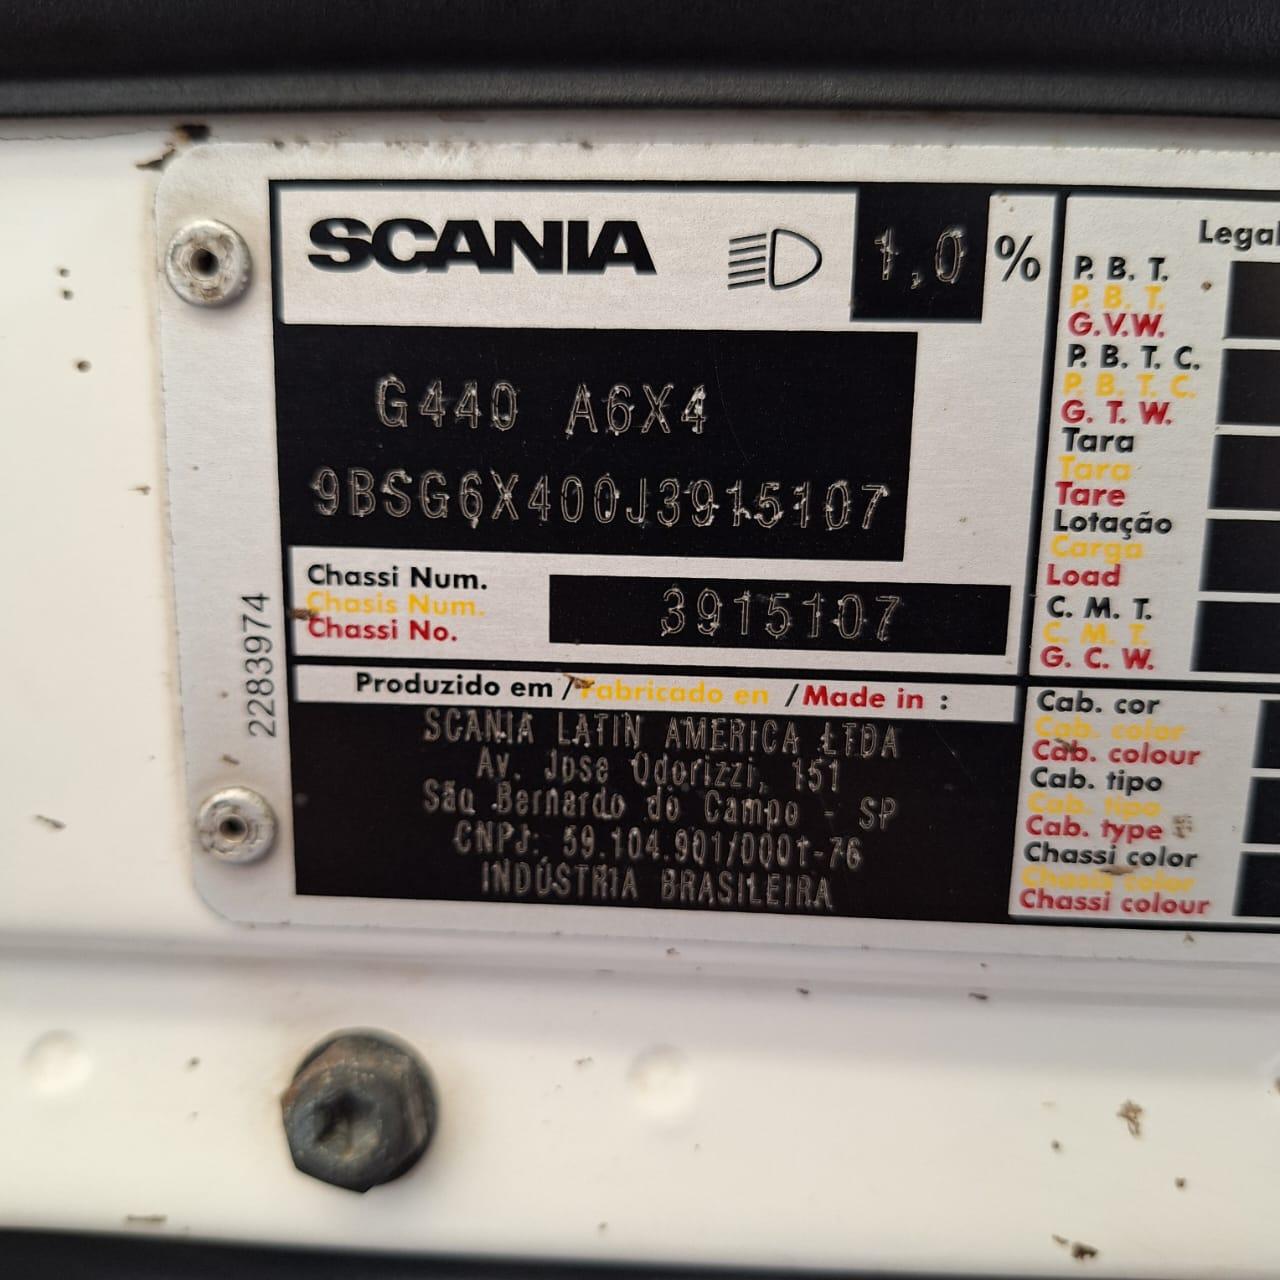 SCANIA
1,0 %
G440 A6X4
9BSG6X400J3915107
Chassi Num.
Chasis Num.
Chassi No.
3915107
2283974
Produzido em / Fabricado en / Made in :
SCANIA LATIN AMERICA LTDA
Av. Jose Odorizzi, 151
São Bernardo do Campo - SP
CNPJ: 59.104.901/0001-76
INDÚSTRIA BRASILEIRA
Legal
P. B. T.
P. B. T.
G.V.W.
P. B. T. C.
P. B. T. C.
G. T. W.
Tara
Tara
Tare
Lotação
Carga
Load
C. M. T.
C. M. T.
G. C. W.
Cab. cor
Cab. color
Cab. colour
Cab. tipo
Cab. tipo
Cab. type
Chassi color
Chasis color
Chassi colour